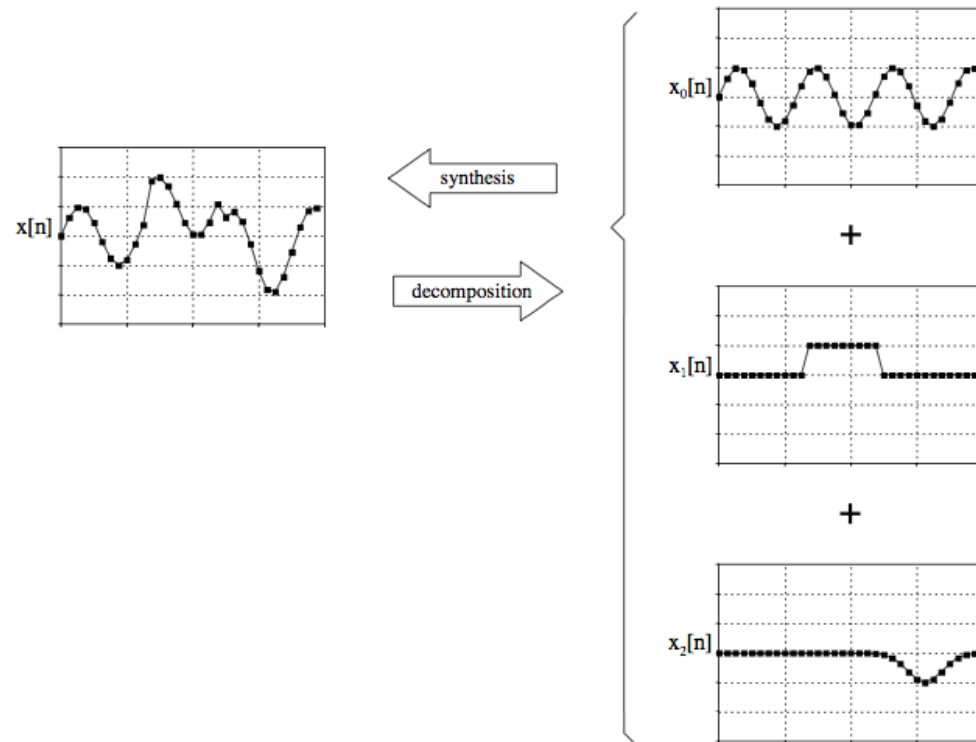 x[n]
synthesis
decomposition
x₀[n]
+
x₁[n]
+
x₂[n]